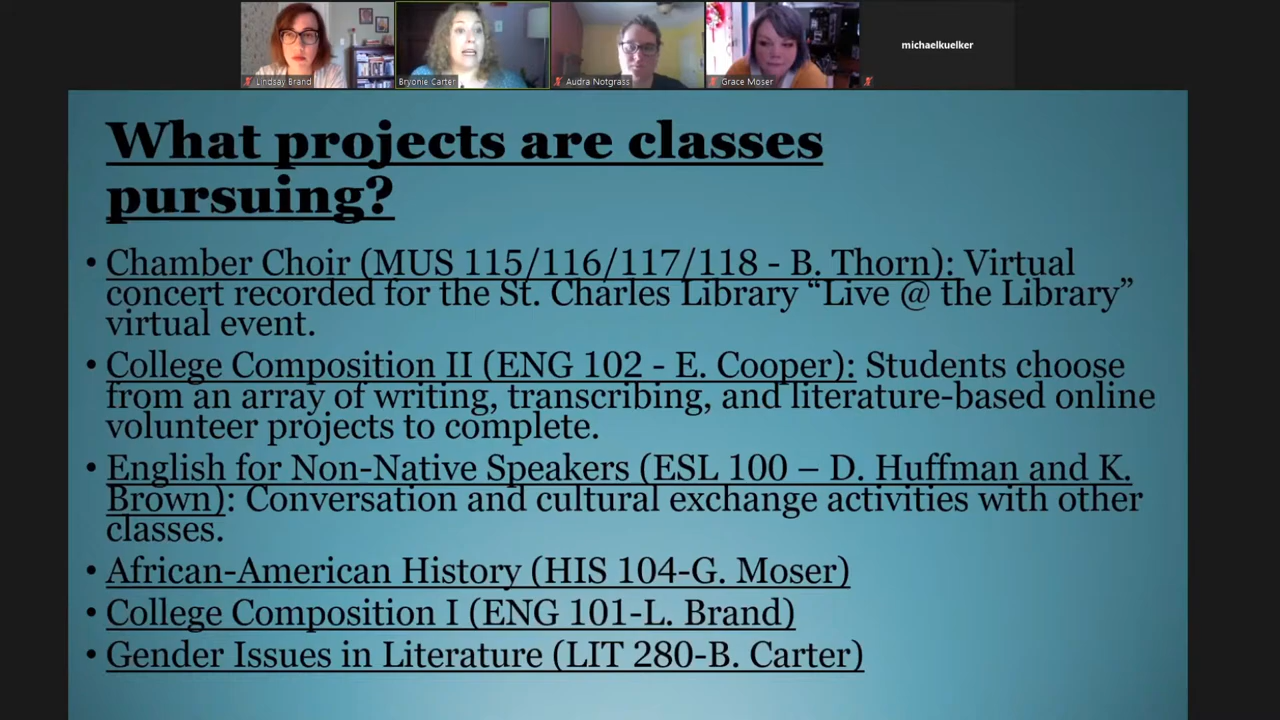 michaelkuelker
Lindsay Brand
Bryonie Carter
Audra Notgrass
Grace Moser
What projects are classes
pursuing?
• Chamber Choir (MUS 115/116/117/118 - B. Thorn): Virtual
concert recorded for the St. Charles Library “Live @ the Library”
virtual event.
• College Composition II (ENG 102 - E. Cooper): Students choose
from an array of writing, transcribing, and literature-based online
volunteer projects to complete.
• English for Non-Native Speakers (ESL 100 – D. Huffman and K.
Brown): Conversation and cultural exchange activities with other
classes.
• African-American History (HIS 104-G. Moser)
• College Composition I (ENG 101-L. Brand)
• Gender Issues in Literature (LIT 280-B. Carter)